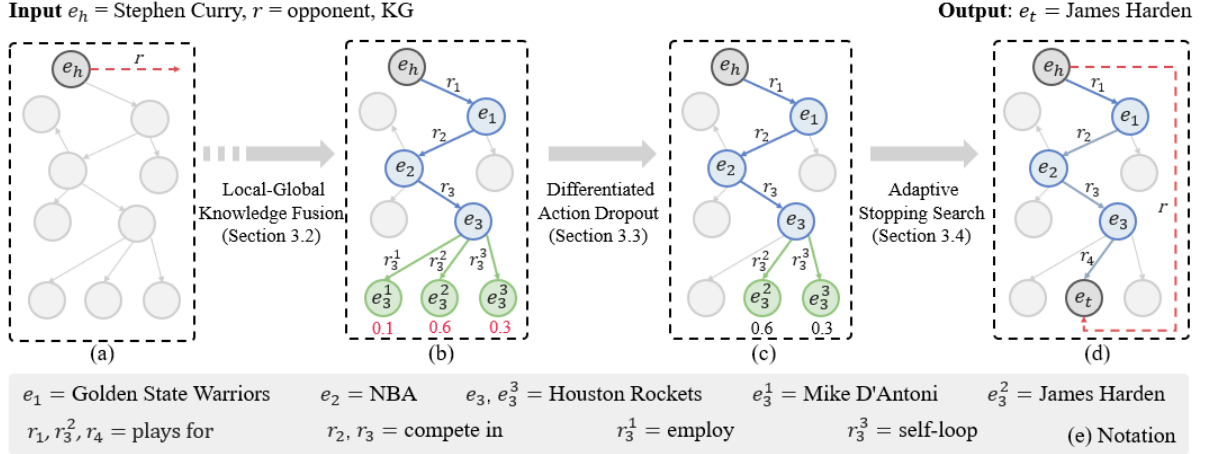 Input e_h = Stephen Curry, r = opponent, KG
Output: e_t = James Harden
e_h r
(a)
Local-Global
Knowledge Fusion
(Section 3.2)
e_h
r_1
e_1
r_2
e_2
r_3
e_3
r_3^1 r_3^2 r_3^3
e_3^1 e_3^2 e_3^3
0.1 0.6 0.3
(b)
Differentiated
Action Dropout
(Section 3.3)
e_h
r_1
e_1
r_2
e_2
r_3
e_3
r_3^2 r_3^3
e_3^2 e_3^3
0.6 0.3
(c)
Adaptive
Stopping Search
(Section 3.4)
e_h
r_1
e_1
r_2
e_2
r_3
r
e_3
r_4
e_t
(d)
e_1 = Golden State Warriors e_2 = NBA e_3, e_3^3 = Houston Rockets e_3^1 = Mike D'Antoni e_3^2 = James Harden
r_1, r_3^2, r_4 = plays for r_2, r_3 = compete in r_3^1 = employ r_3^3 = self-loop (e) Notation